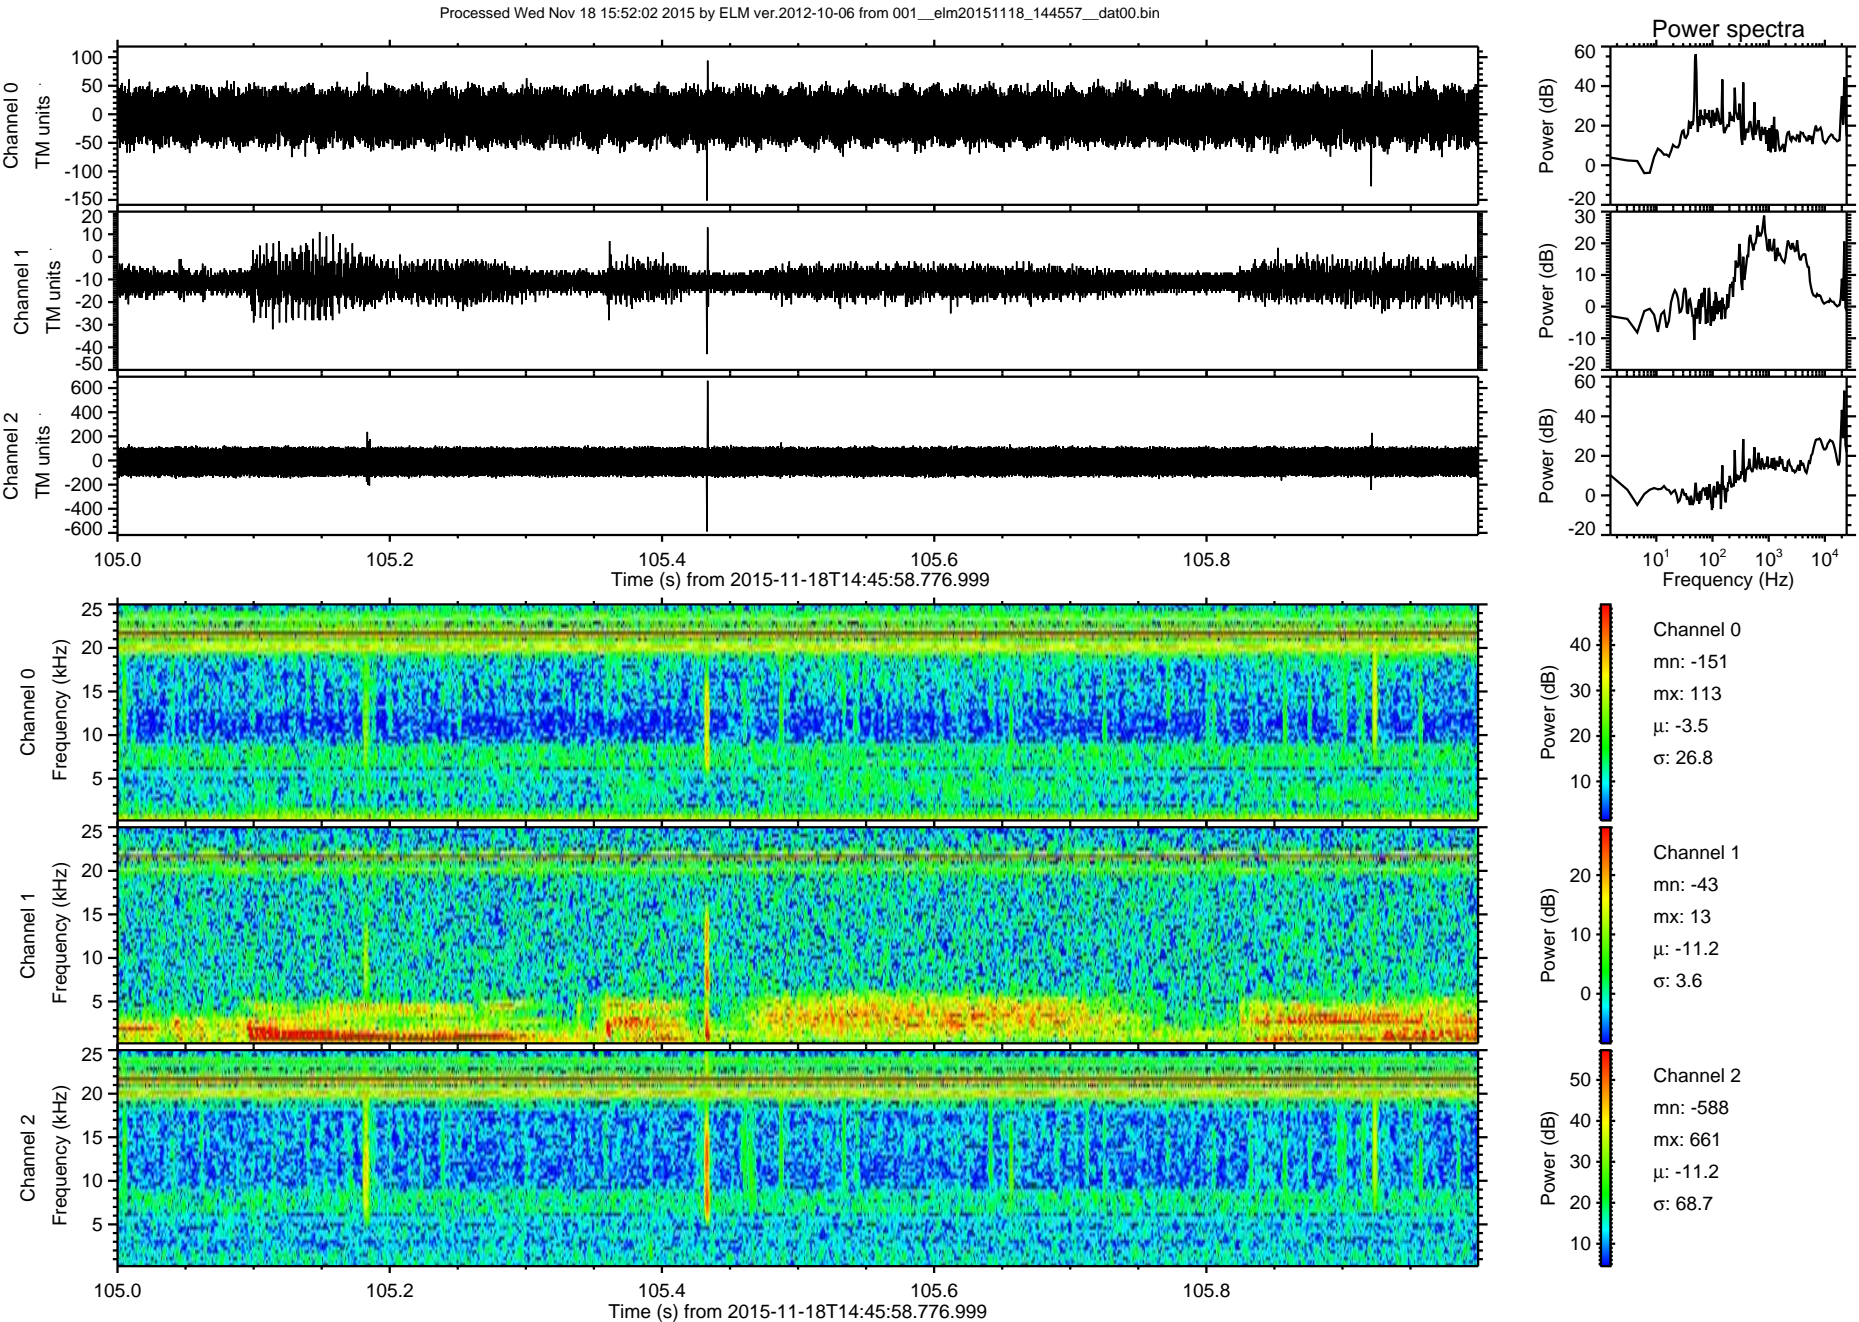 Processed Wed Nov 18 15:52:02 2015 by ELM ver.2012-10-06 from 001__elm20151118_144557__dat00.bin
Power spectra
Channel 0
TM units
100
50
0
-50
-100
-150
Power (dB)
60
40
20
0
-20
Channel 1
TM units
20
10
0
-10
-20
-30
-40
-50
Power (dB)
30
20
10
0
-10
-20
Channel 2
TM units
600
400
200
0
-200
-400
-600
Power (dB)
60
40
20
0
-20
105.0 105.2 105.4 105.6 105.8
Time (s) from 2015-11-18T14:45:58.776.999
10¹ 10² 10³ 10⁴
Frequency (Hz)
Channel 0
Frequency (kHz)
25
20
15
10
5
Power (dB)
40
30
20
10
Channel 0
mn: -151
mx: 113
μ: -3.5
σ: 26.8
Channel 1
Frequency (kHz)
25
20
15
10
5
Power (dB)
20
10
0
Channel 1
mn: -43
mx: 13
μ: -11.2
σ: 3.6
Channel 2
Frequency (kHz)
25
20
15
10
5
Power (dB)
50
40
30
20
10
Channel 2
mn: -588
mx: 661
μ: -11.2
σ: 68.7
105.0 105.2 105.4 105.6 105.8
Time (s) from 2015-11-18T14:45:58.776.999